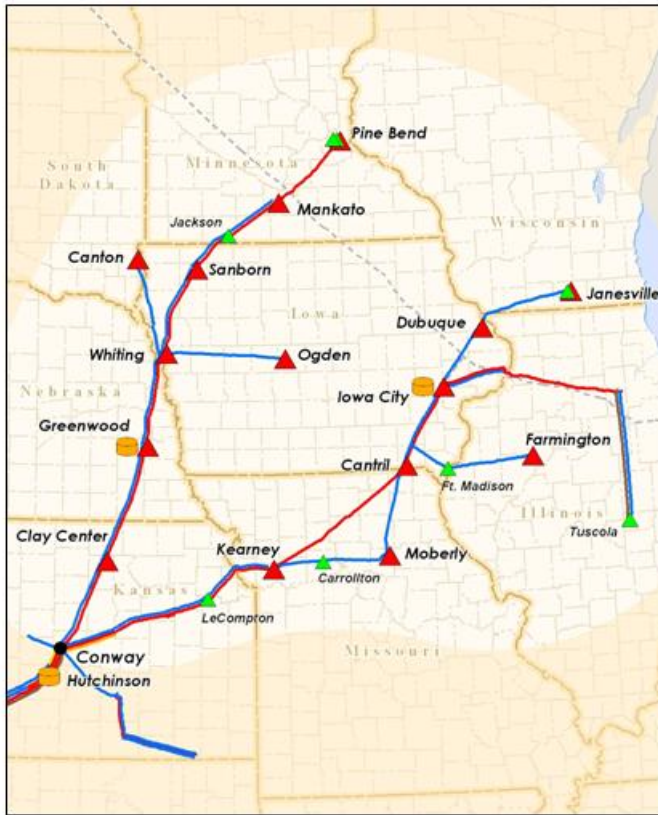 Pine Bend
South
Dakota
Minnesota
Mankato
Wisconsin
Jackson
Canton
Sanborn
Janesville
Iowa
Dubuque
Whiting
Ogden
Nebraska
Iowa City
Greenwood
Farmington
Cantril
Ft. Madison
Illinois
Tuscola
Clay Center
Kearney
Moberly
Carrollton
Kansas
LeCompton
Conway
Missouri
Hutchinson